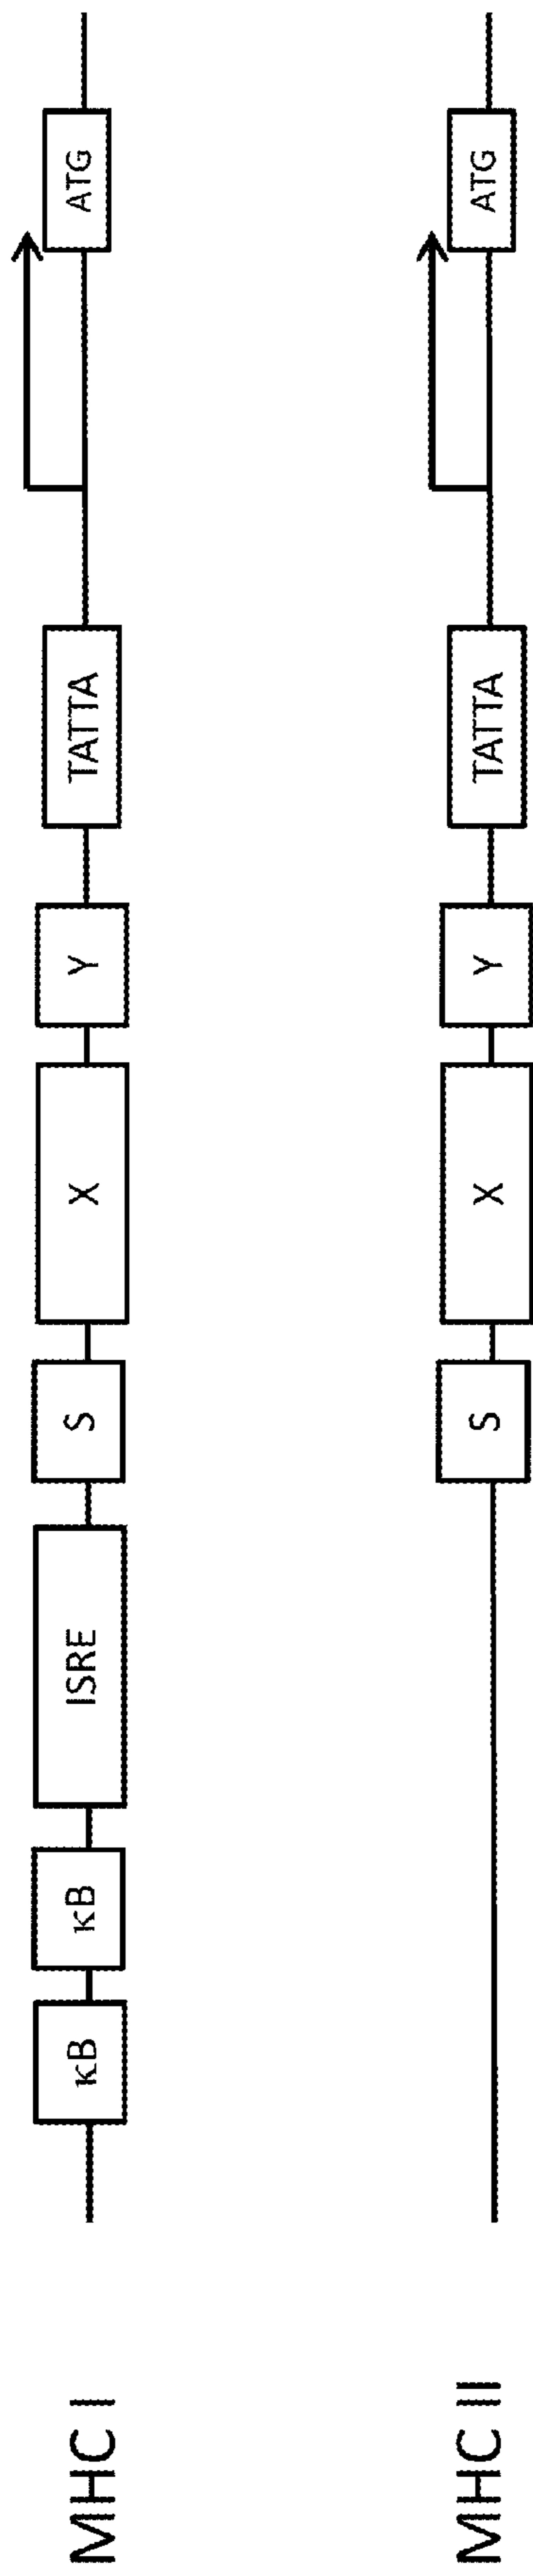 MHC I κB κB ISRE S X Y TATTA ATG
MHC II S X Y TATTA ATG